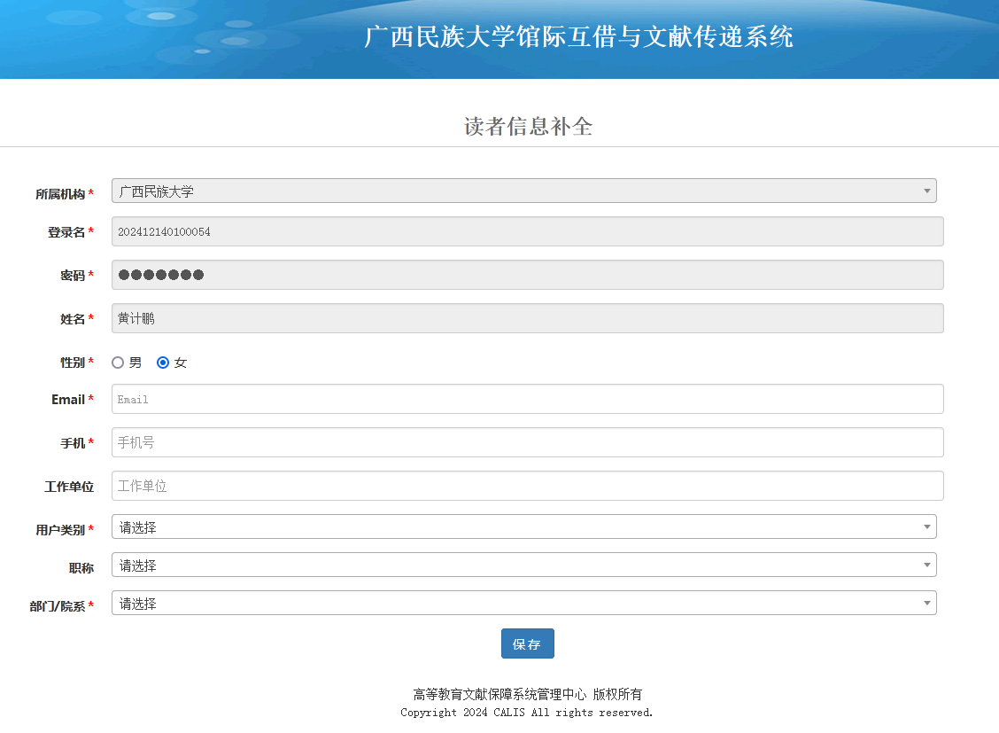 广西民族大学馆际互借与文献传递系统
读者信息补全
所属机构* 广西民族大学
登录名* 202412140100054
密码* ●●●●●●●
姓名* 黄计鹏
性别* 男 女
Email* Email
手机* 手机号
工作单位 工作单位
用户类别* 请选择
职称 请选择
部门/院系* 请选择
保存
高等教育文献保障系统管理中心 版权所有
Copyright 2024 CALIS All rights reserved.